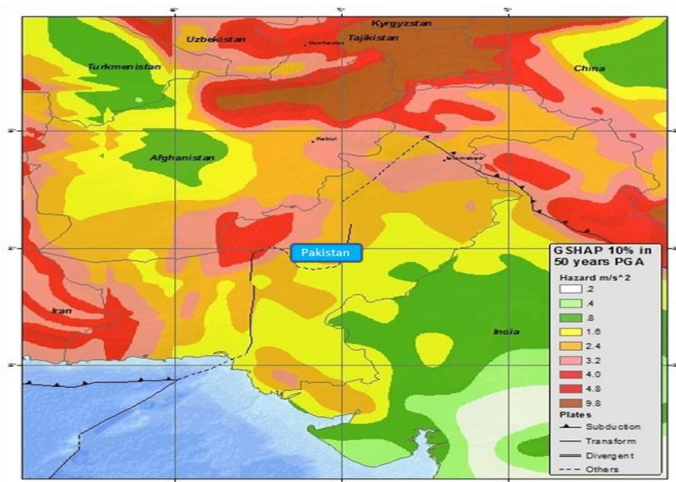 Kyrgyzstan
Uzbekistan
Tajikistan
Turkmenistan
China
Kabul
Afghanistan
Pakistan
Iran
India
GSHAP 10% in
50 years PGA
Hazard m/s^2
.2
.4
.8
1.6
2.4
3.2
4.0
4.8
9.8
Plates
Subduction
Transform
Divergent
Others